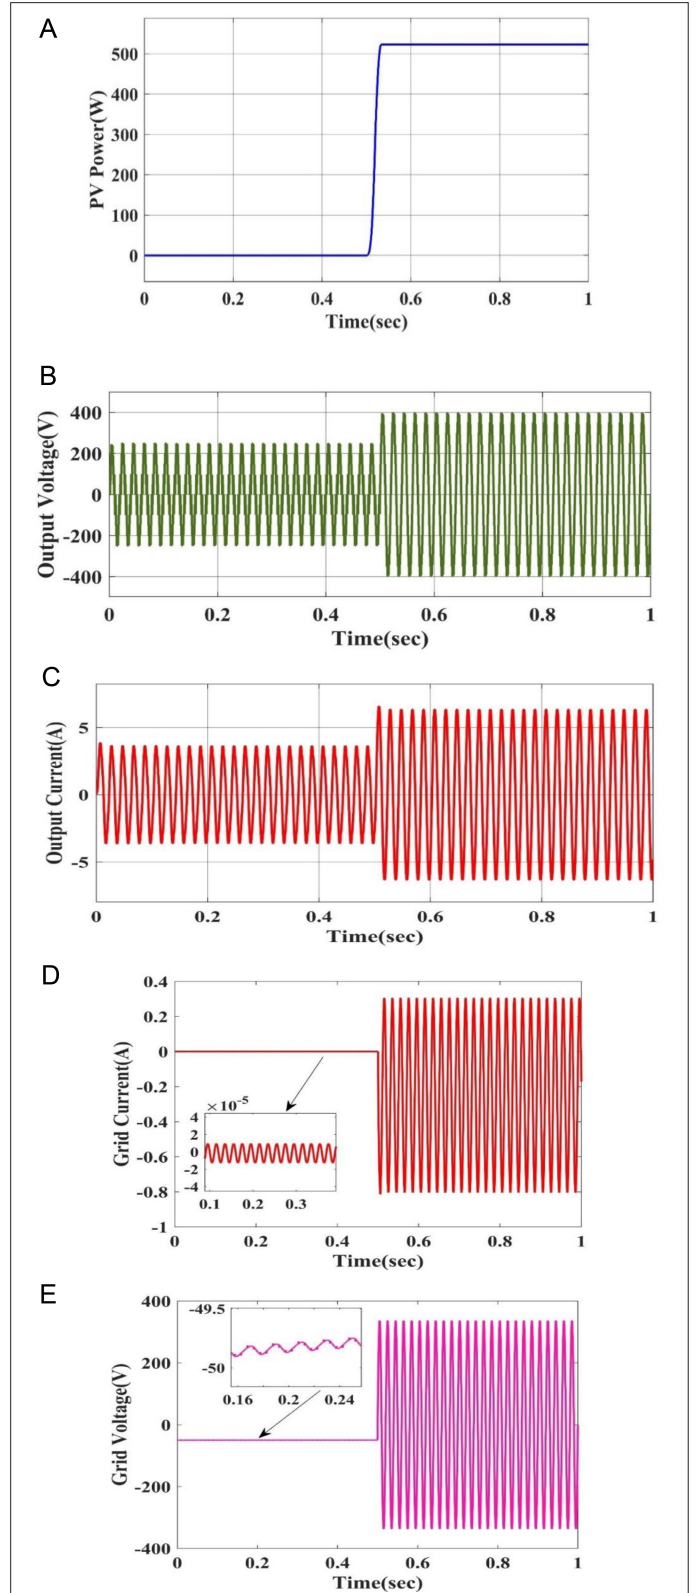 A
500
400
300
200
100
0
PV Power(W)
0 0.2 0.4 0.6 0.8 1
Time(sec)
B
400
200
0
-200
-400
Output Voltage(V)
0 0.2 0.4 0.6 0.8 1
Time(sec)
C
5
0
-5
Output Current(A)
0 0.2 0.4 0.6 0.8 1
Time(sec)
D
0.4
0.2
0
-0.2
-0.4
-0.6
-0.8
-1
Grid Current(A)
×10-5
4
2
0
-2
-4
0.1 0.2 0.3
0 0.2 0.4 0.6 0.8 1
Time(sec)
E
400
200
0
-200
-400
Grid Voltage(V)
-49.5
-50
0.16 0.2 0.24
0 0.2 0.4 0.6 0.8 1
Time(sec)